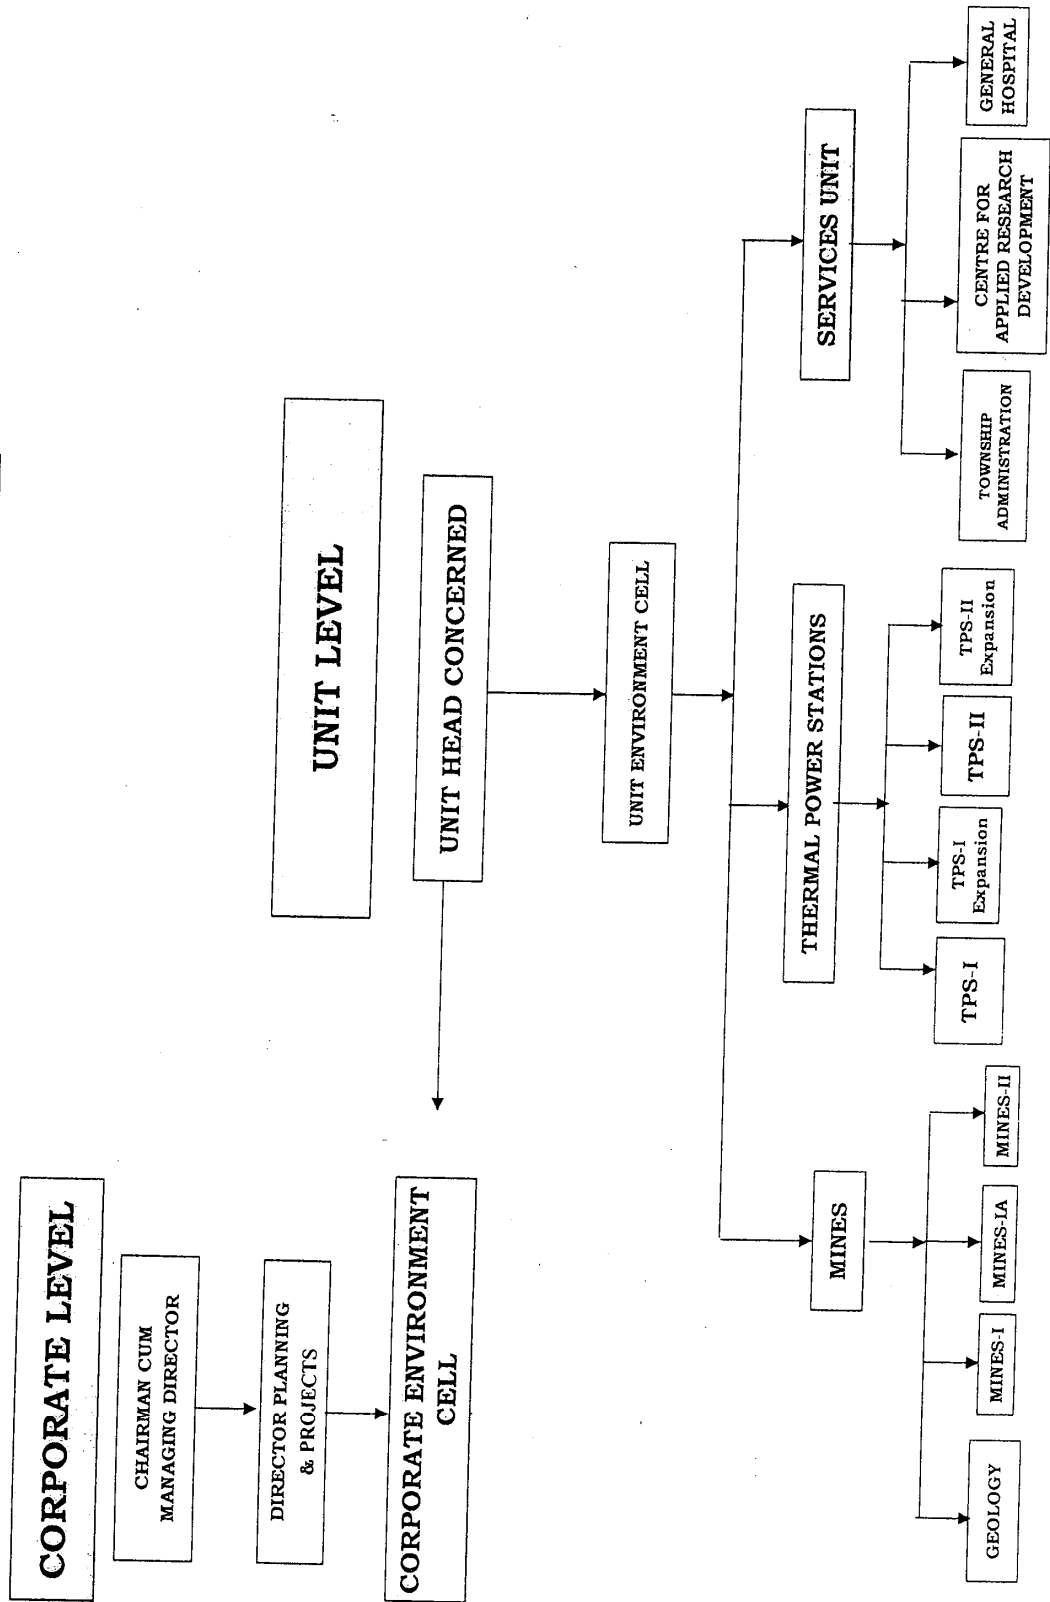 CORPORATE LEVEL
CHAIRMAN CUM
MANAGING DIRECTOR
DIRECTOR PLANNING
& PROJECTS
CORPORATE ENVIRONMENT
CELL
UNIT LEVEL
UNIT HEAD CONCERNED
UNIT ENVIRONMENT CELL
MINES
THERMAL POWER STATIONS
SERVICES UNIT
GEOLOGY
MINES-I
MINES-IA
MINES-II
TPS-I
TPS-I
Expansion
TPS-II
TPS-II
Expansion
TOWNSHIP
ADMINISTRATION
CENTRE FOR
APPLIED RESEARCH
DEVELOPMENT
GENERAL
HOSPITAL